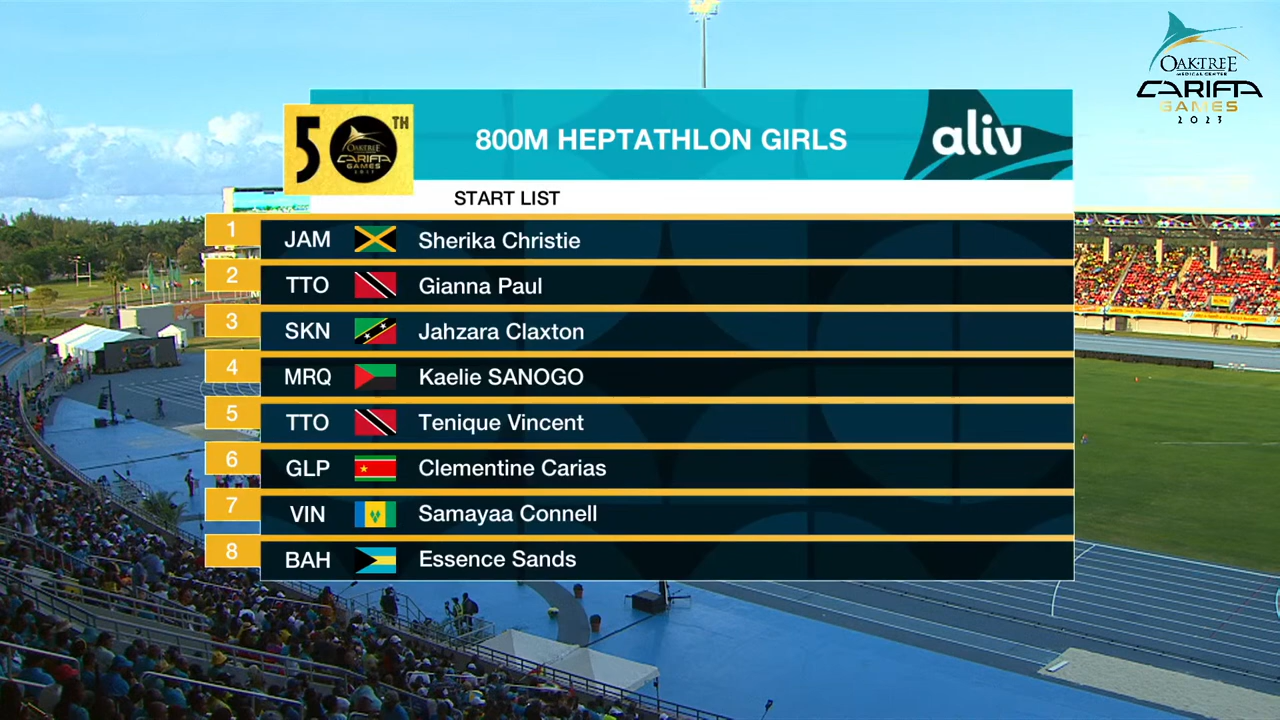 OAKTREE
MEDICAL CENTER
CARIFTA
GAMES
2023
50TH
OAKTREE
CARIFTA
GAMES
800M HEPTATHLON GIRLS
aliv
START LIST
1 JAM Sherika Christie
2 TTO Gianna Paul
3 SKN Jahzara Claxton
4 MRQ Kaelie SANOGO
5 TTO Tenique Vincent
6 GLP Clementine Carias
7 VIN Samayaa Connell
8 BAH Essence Sands